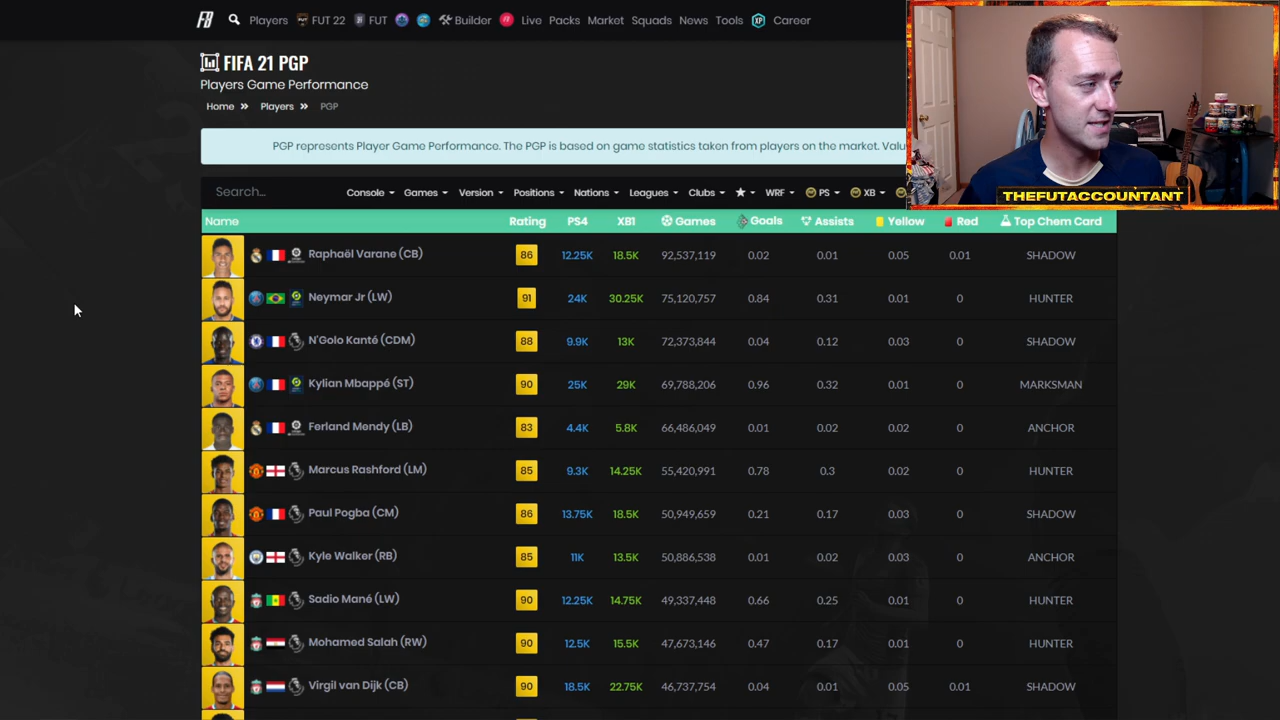 FB Players FUT 22 FUT Builder Live Packs Market Squads News Tools XP Career
FIFA 21 PGP
Players Game Performance
Home >> Players >> PGP
PGP represents Player Game Performance. The PGP is based on game statistics taken from players on the market. Valu
THEFUTACCOUNTANT
Search... Console Games Version Positions Nations Leagues Clubs WRF PS XB
Name Rating PS4 XB1 Games Goals Assists Yellow Red Top Chem Card
Raphaël Varane (CB) 86 12.25K 18.5K 92,537,119 0.02 0.01 0.05 0.01 SHADOW
Neymar Jr (LW) 91 24K 30.25K 75,120,757 0.84 0.31 0.01 0 HUNTER
N'Golo Kanté (CDM) 88 9.9K 13K 72,373,844 0.04 0.12 0.03 0 SHADOW
Kylian Mbappé (ST) 90 25K 29K 69,788,206 0.96 0.32 0.01 0 MARKSMAN
Ferland Mendy (LB) 83 4.4K 5.8K 66,486,049 0.01 0.02 0.02 0 ANCHOR
Marcus Rashford (LM) 85 9.3K 14.25K 55,420,991 0.78 0.3 0.02 0 HUNTER
Paul Pogba (CM) 86 13.75K 18.5K 50,949,659 0.21 0.17 0.03 0 SHADOW
Kyle Walker (RB) 85 11K 13.5K 50,886,538 0.01 0.02 0.03 0 ANCHOR
Sadio Mané (LW) 90 12.25K 14.75K 49,337,448 0.66 0.25 0.01 0 HUNTER
Mohamed Salah (RW) 90 12.5K 15.5K 47,673,146 0.47 0.17 0.01 0 HUNTER
Virgil van Dijk (CB) 90 18.5K 22.75K 46,737,754 0.04 0.01 0.05 0.01 SHADOW